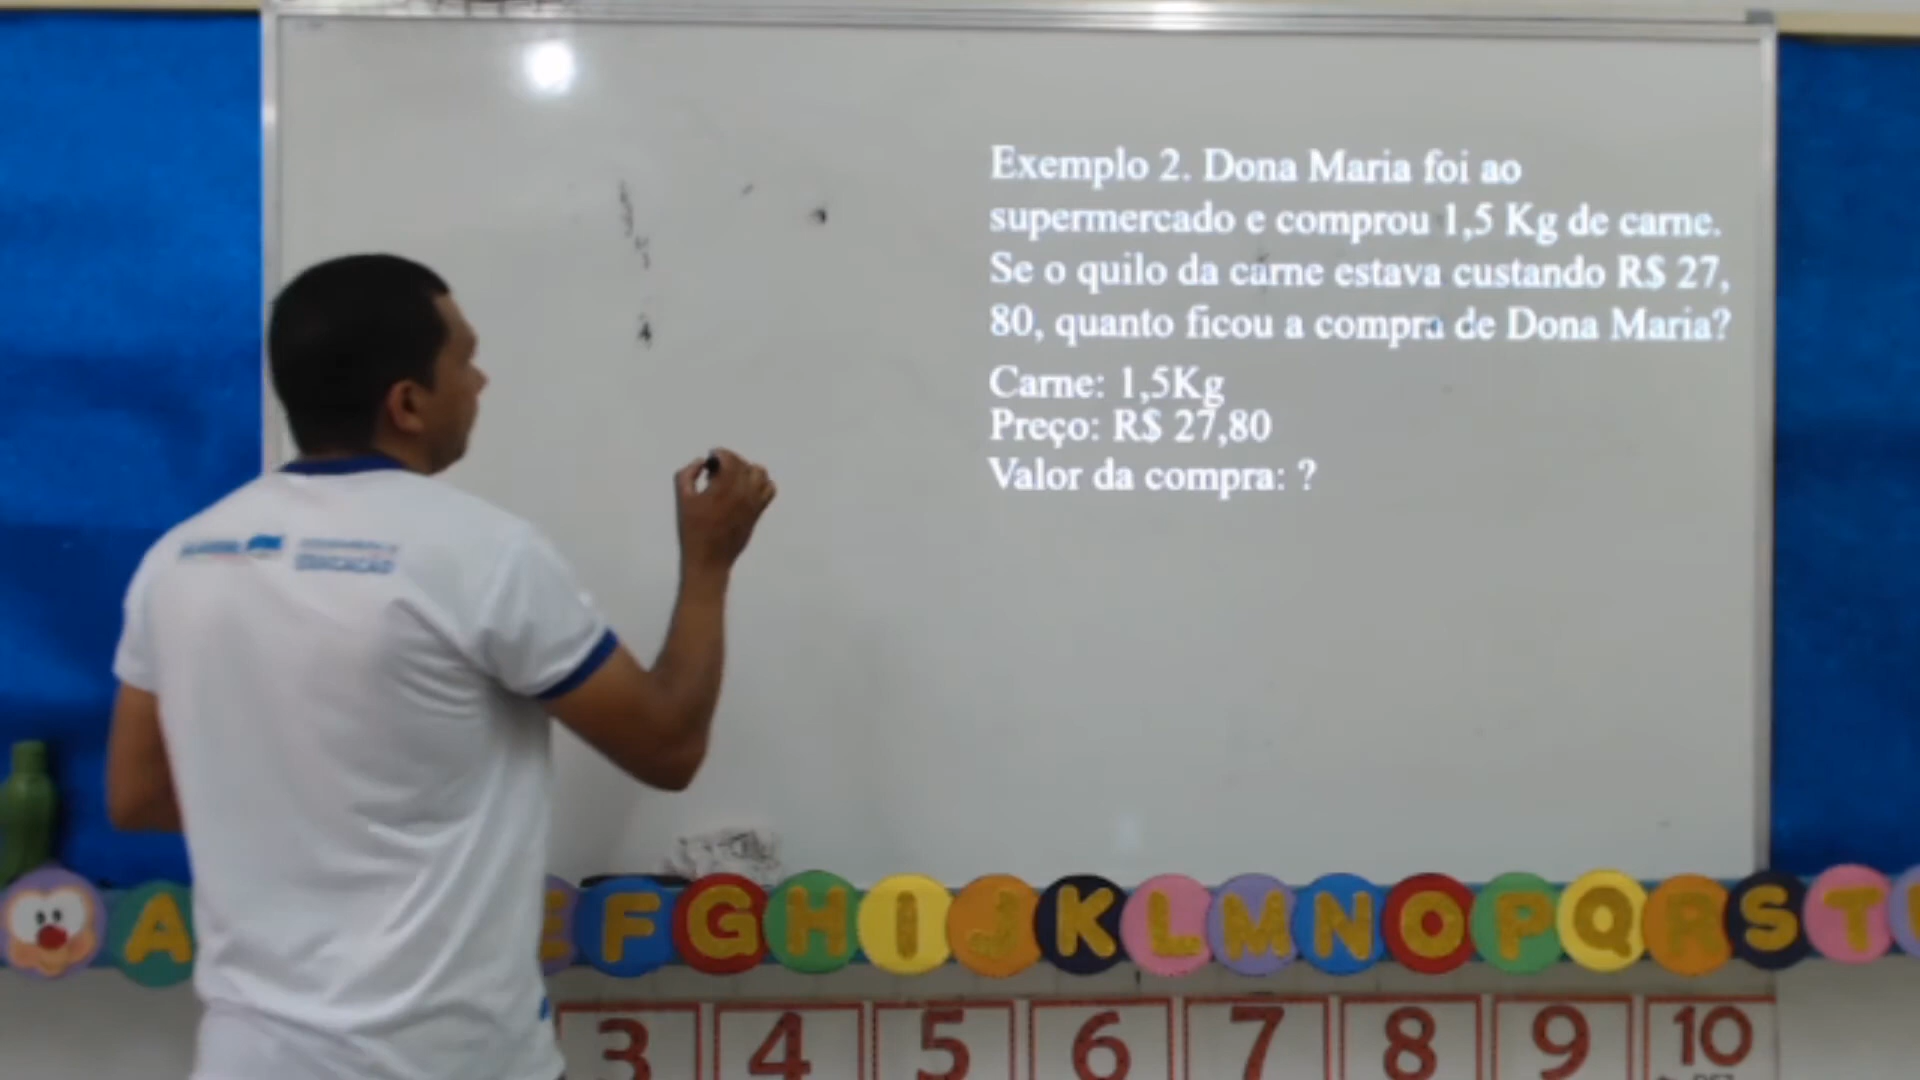 Exemplo 2. Dona Maria foi ao
supermercado e comprou 1,5 Kg de carne.
Se o quilo da carne estava custando R$ 27,
80, quanto ficou a compra de Dona Maria?
Carne: 1,5Kg
Preço: R$ 27,80
Valor da compra: ?
EDUCAÇÃO
A E F G H I J K L M N O P Q R S T
3 4 5 6 7 8 9 10